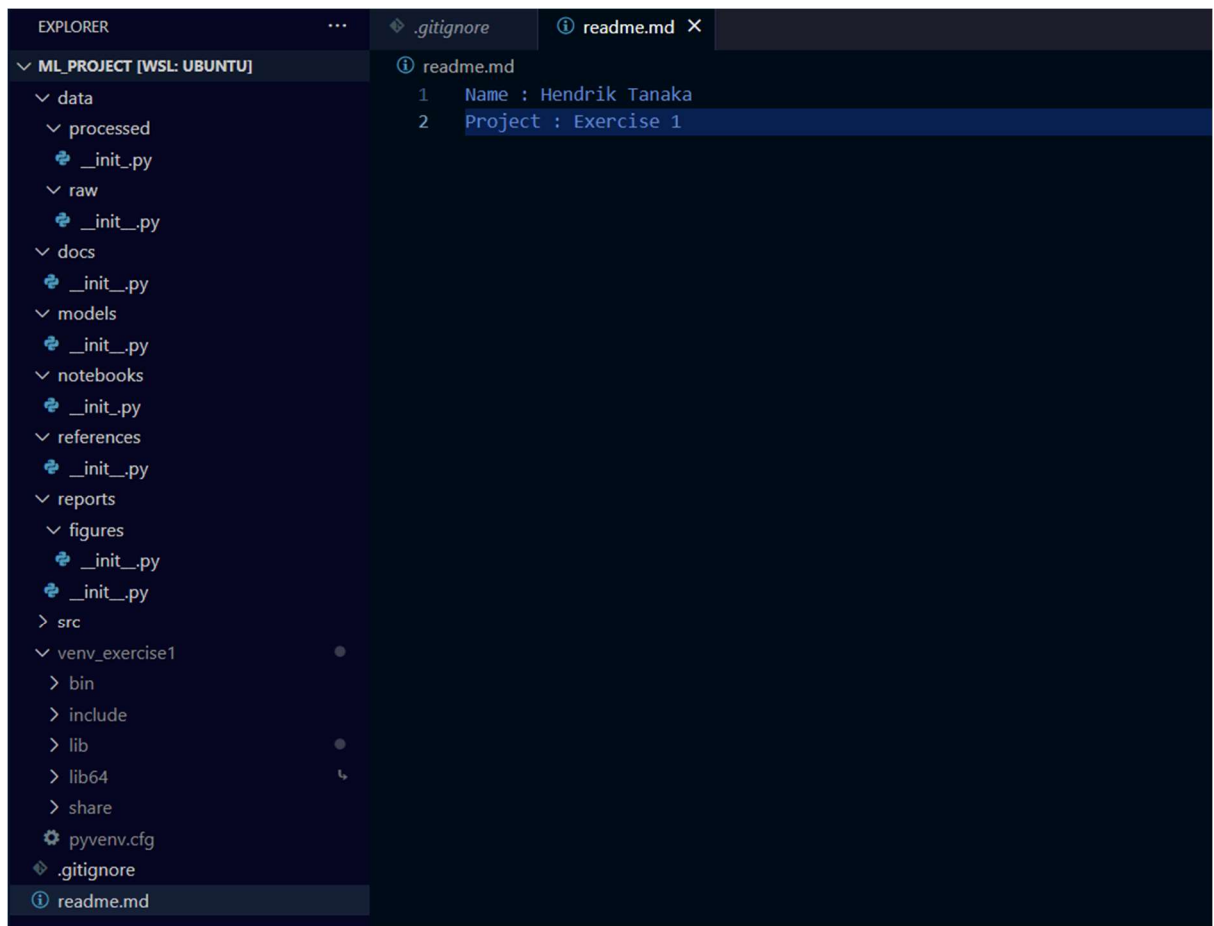 EXPLORER
ML_PROJECT [WSL: UBUNTU]
data
processed
__init_.py
raw
__init__.py
docs
__init__.py
models
__init__.py
notebooks
__init_.py
references
__init__.py
reports
figures
__init__.py
__init__.py
src
venv_exercise1
bin
include
lib
lib64
share
pyvenv.cfg
.gitignore
readme.md
.gitignore readme.md
readme.md
1 Name : Hendrik Tanaka
2 Project : Exercise 1